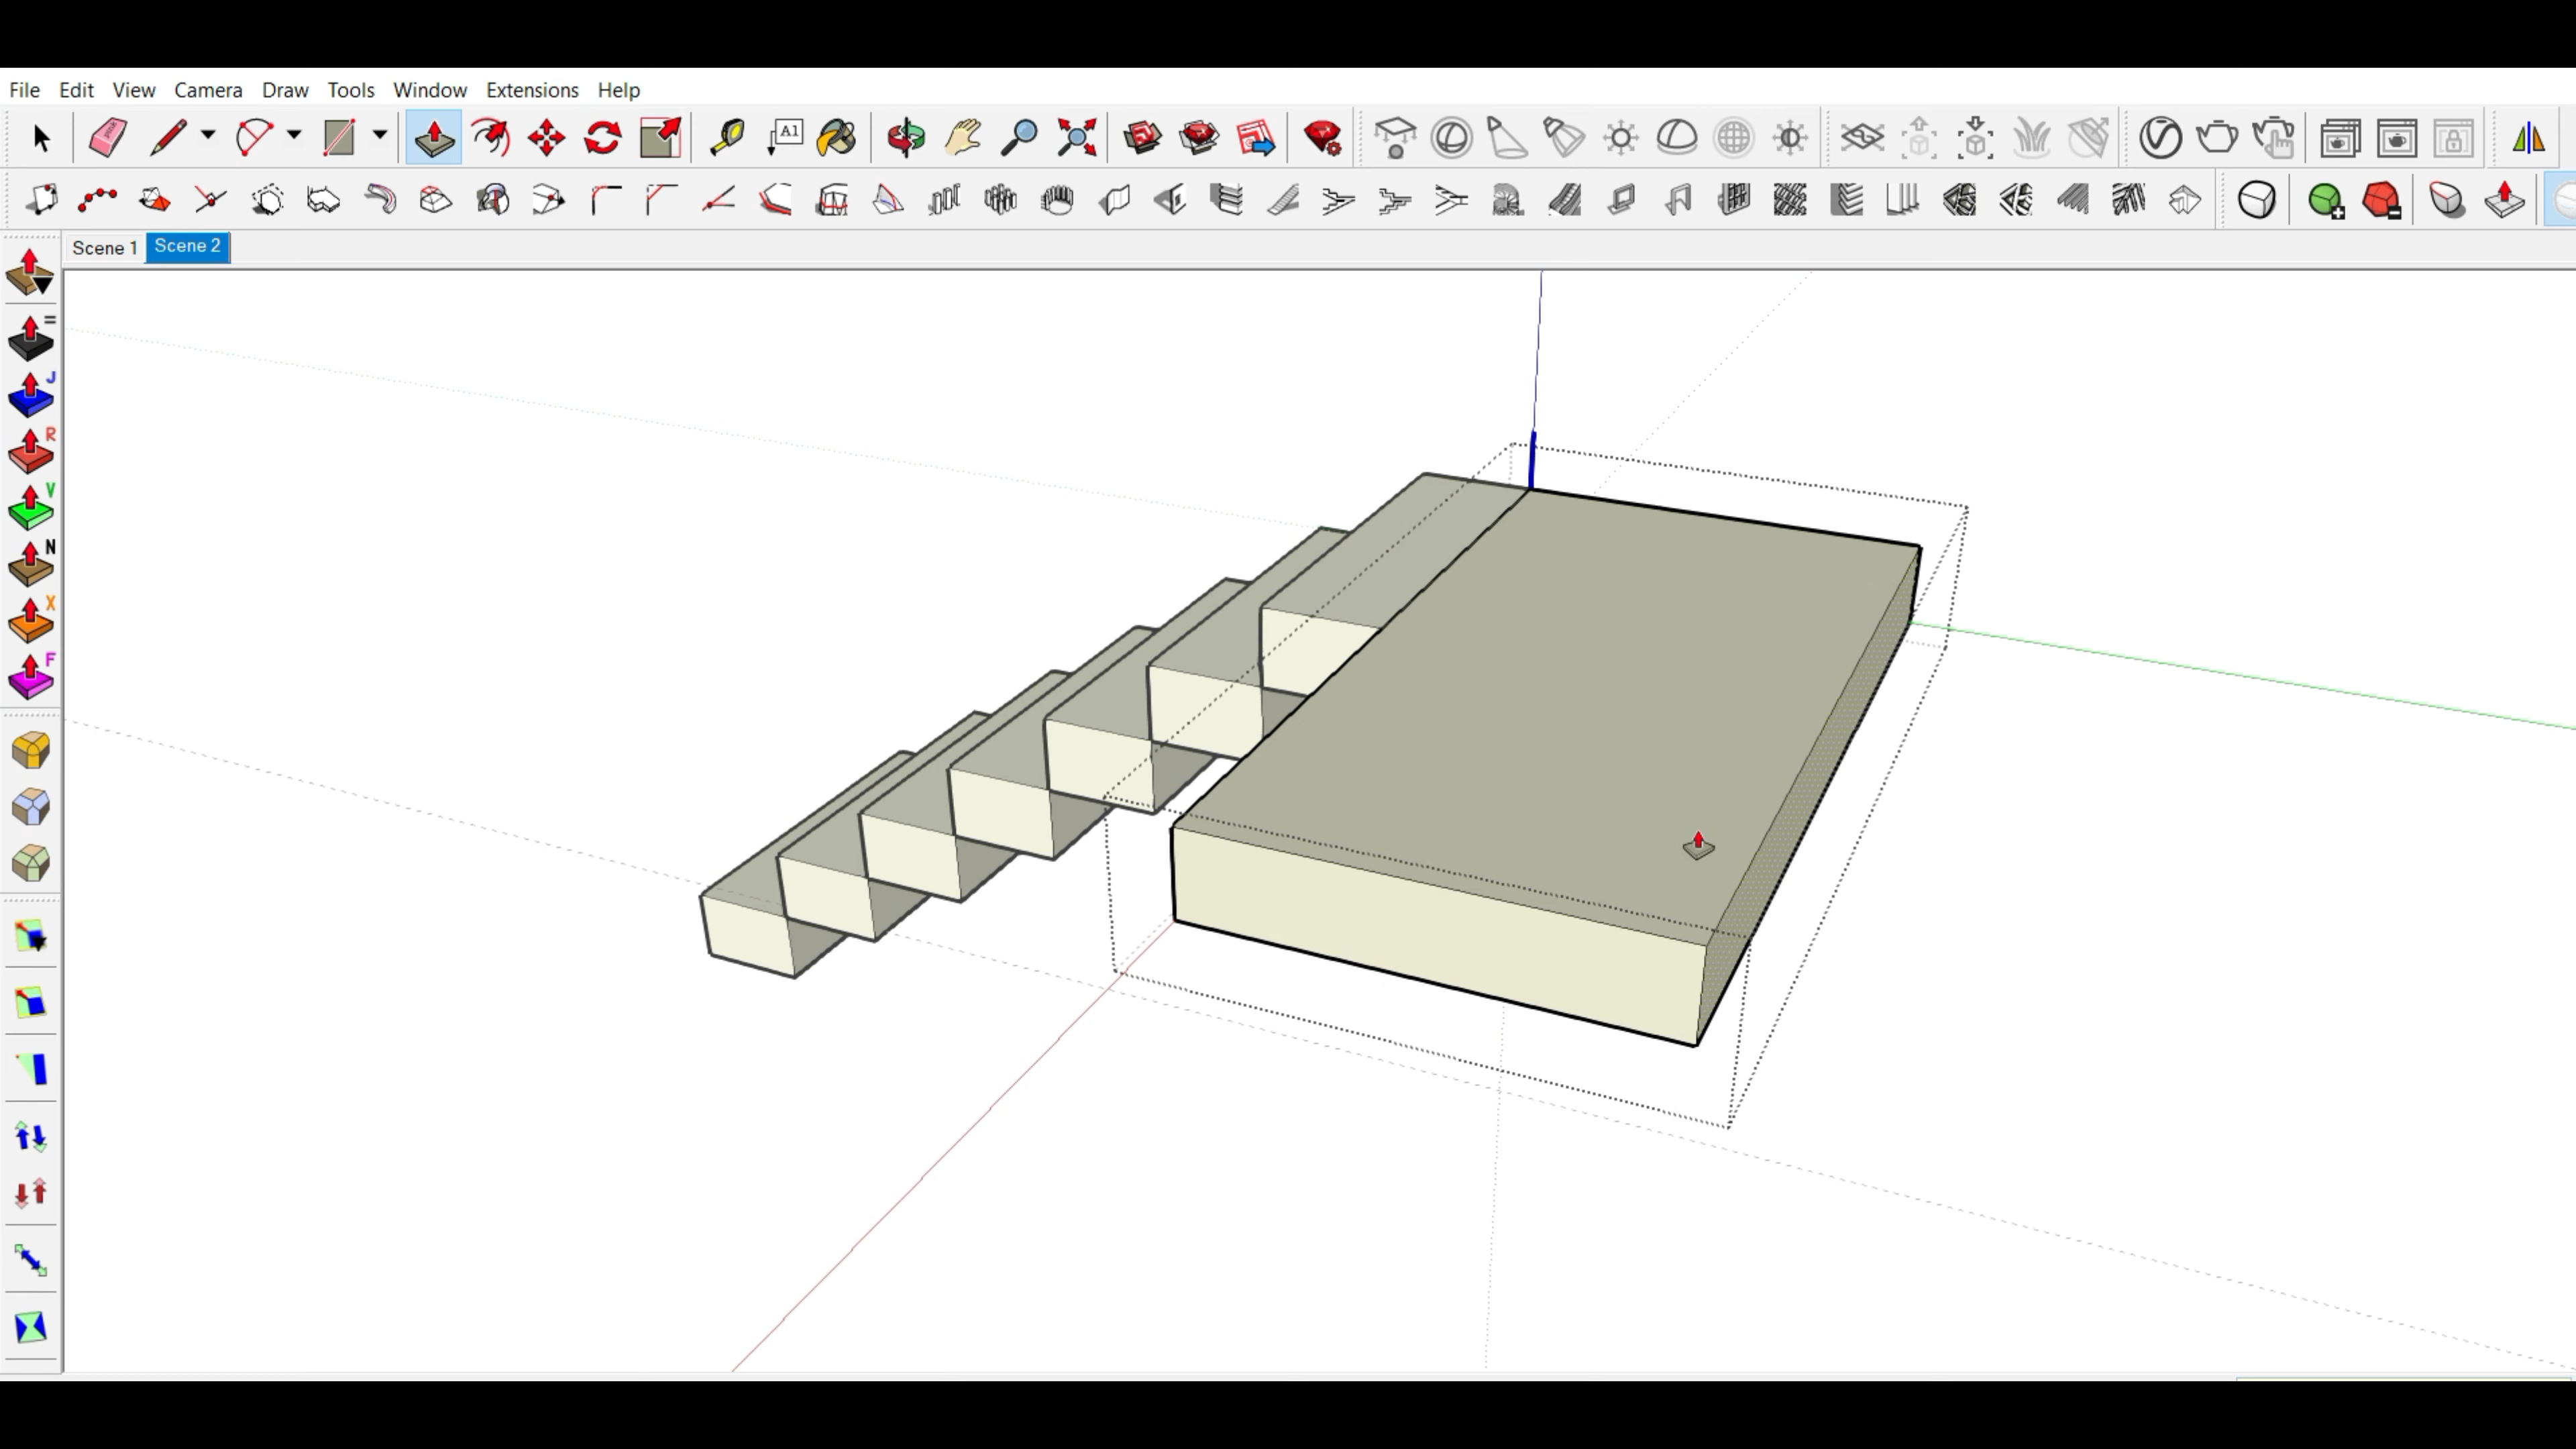 File Edit View Camera Draw Tools Window Extensions Help
A1
Scene 1 Scene 2
=
J
R
V
N
X
F